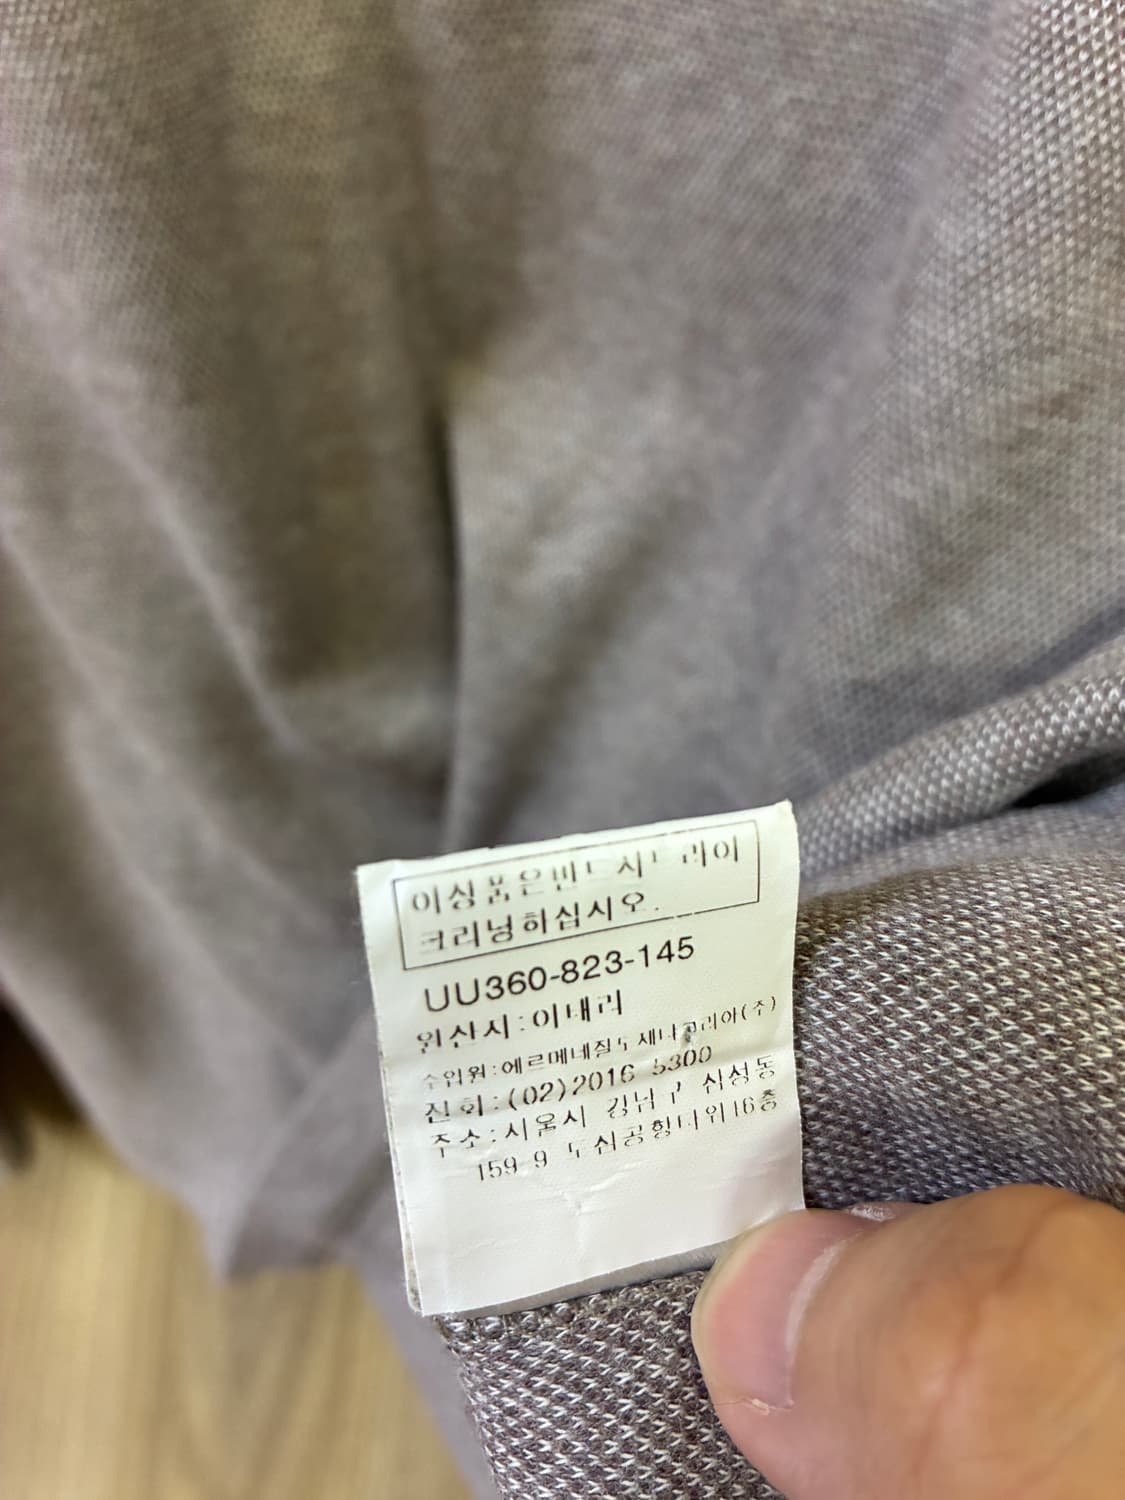 이상품은반드시드라이
크리닝하십시오.
UU360-823-145
원산지:이태리
수입원:에르메네질도제냐코리아(주)
전화:(02)2016-5300
주소:서울시 강남구 삼성동
159-9 도심공항타워16층